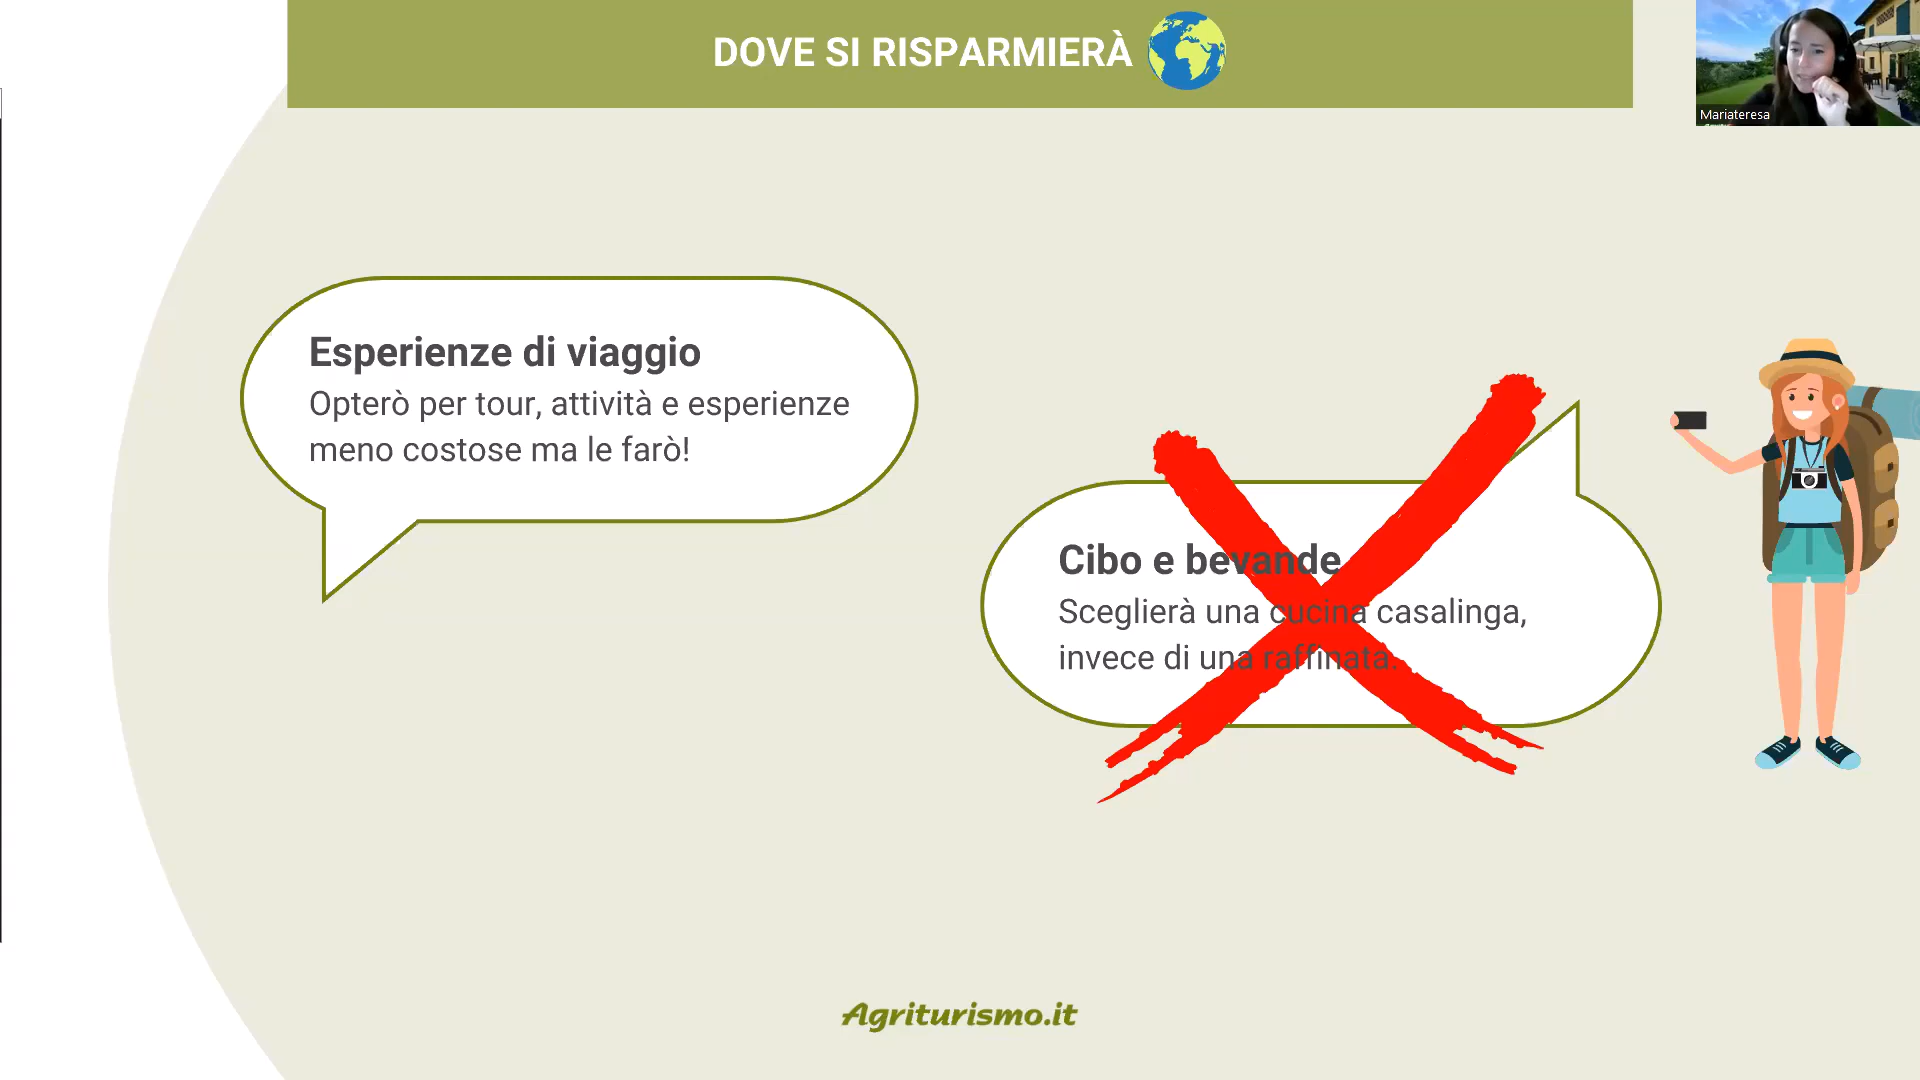 DOVE SI RISPARMIERÀ
Mariateresa
Esperienze di viaggio
Opterò per tour, attività e esperienze
meno costose ma le farò!
Cibo e bevande
Sceglierà una cucina casalinga,
invece di una raffinata.
Agriturismo.it